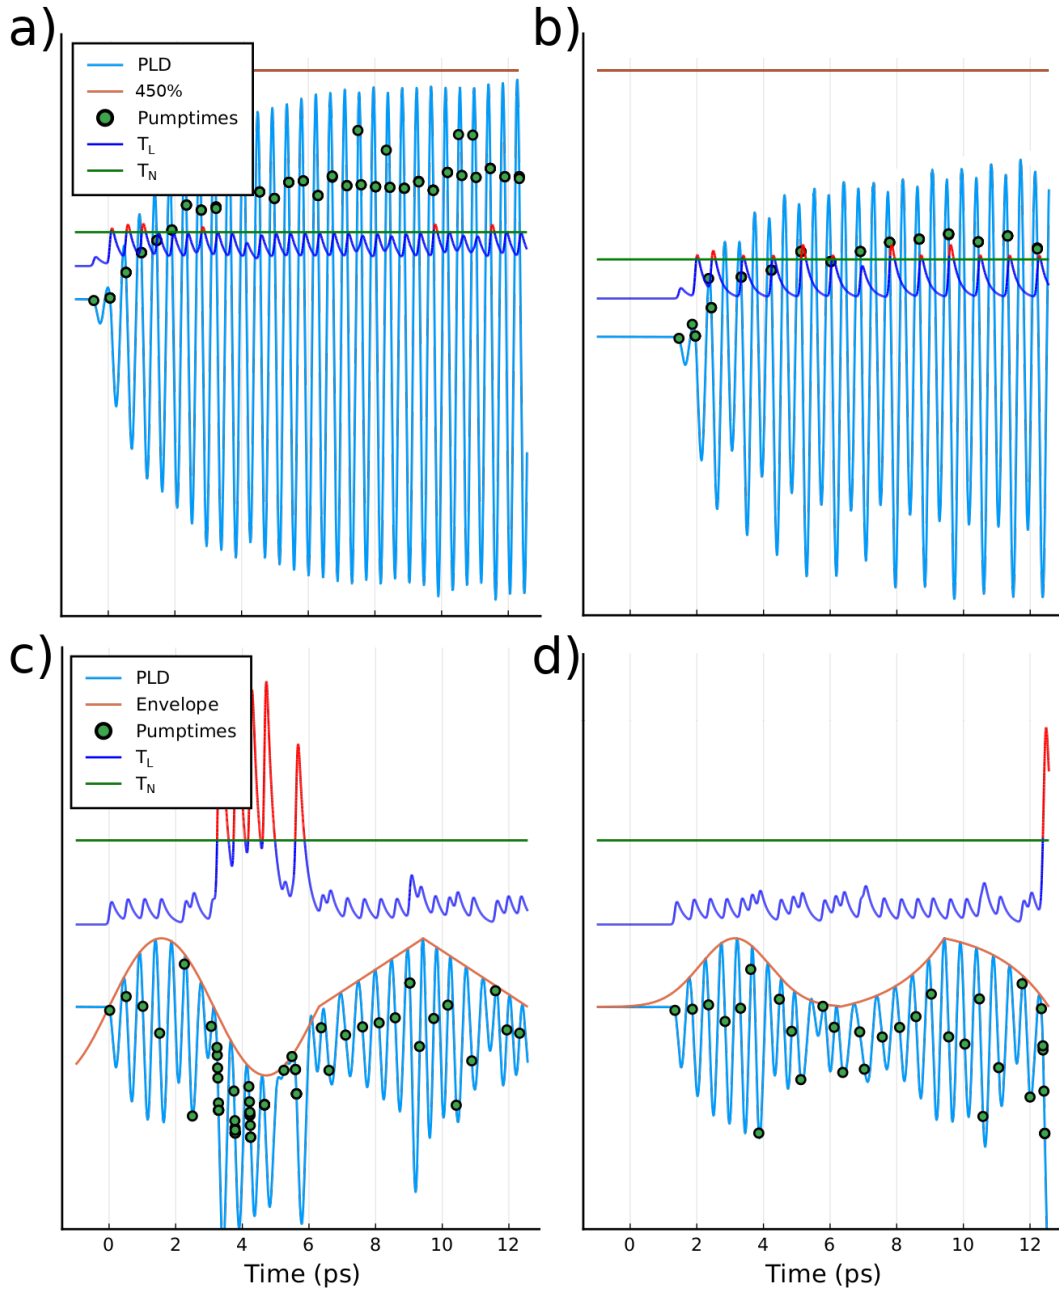 a)
PLD
450%
Pumptimes
T_L
T_N
b)
c)
PLD
Envelope
Pumptimes
T_L
T_N
0 2 4 6 8 10 12
Time (ps)
d)
0 2 4 6 8 10 12
Time (ps)